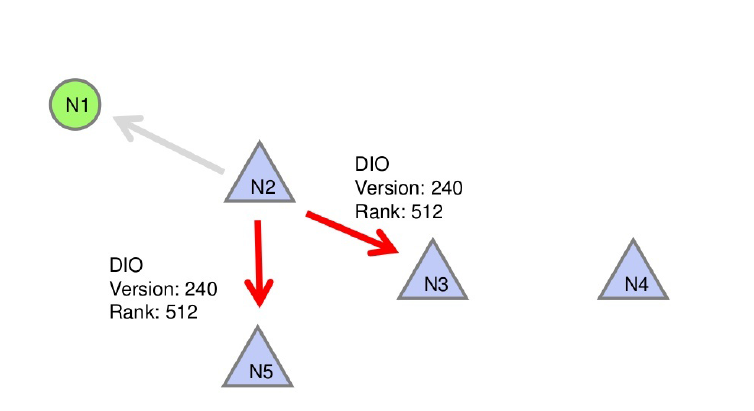 N1
N2
DIO
Version: 240
Rank: 512
DIO
Version: 240
Rank: 512
N3
N4
N5